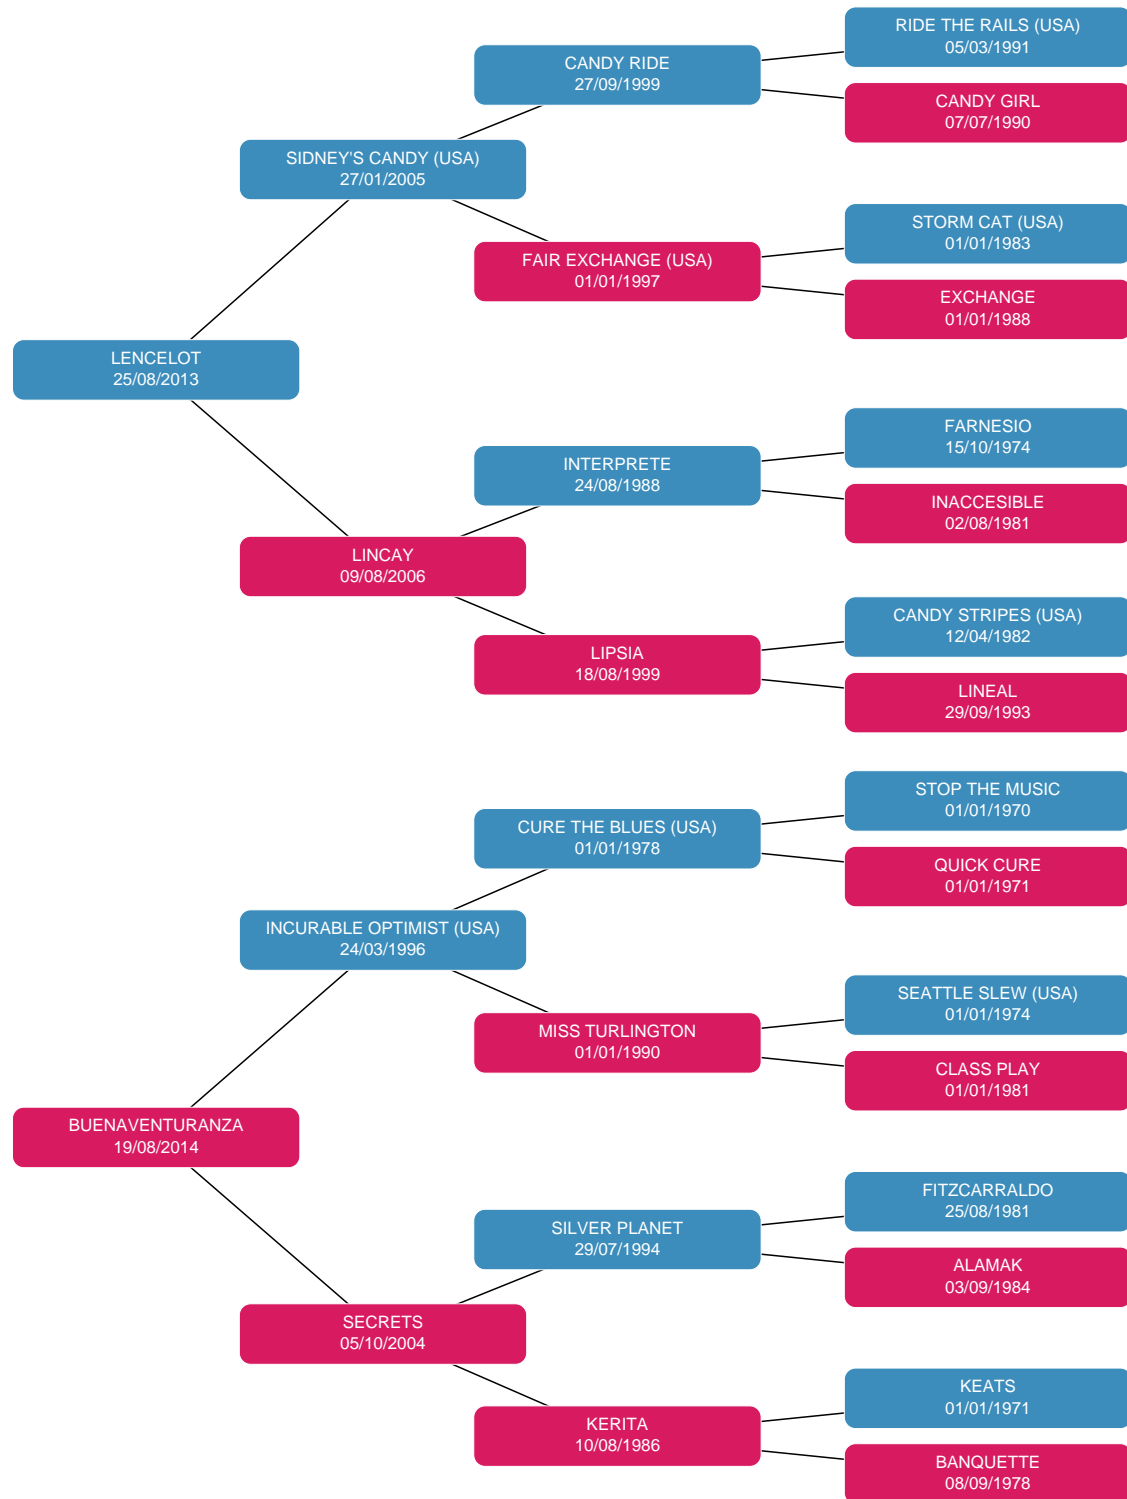 RIDE THE RAILS (USA)
05/03/1991
CANDY RIDE
27/09/1999
CANDY GIRL
07/07/1990
SIDNEY'S CANDY (USA)
27/01/2005
STORM CAT (USA)
01/01/1983
FAIR EXCHANGE (USA)
01/01/1997
EXCHANGE
01/01/1988
LENCELOT
25/08/2013
FARNESIO
15/10/1974
INTERPRETE
24/08/1988
INACCESIBLE
02/08/1981
LINCAY
09/08/2006
CANDY STRIPES (USA)
12/04/1982
LIPSIA
18/08/1999
LINEAL
29/09/1993
STOP THE MUSIC
01/01/1970
CURE THE BLUES (USA)
01/01/1978
QUICK CURE
01/01/1971
INCURABLE OPTIMIST (USA)
24/03/1996
SEATTLE SLEW (USA)
01/01/1974
MISS TURLINGTON
01/01/1990
CLASS PLAY
01/01/1981
BUENAVENTURANZA
19/08/2014
FITZCARRALDO
25/08/1981
SILVER PLANET
29/07/1994
ALAMAK
03/09/1984
SECRETS
05/10/2004
KEATS
01/01/1971
KERITA
10/08/1986
BANQUETTE
08/09/1978